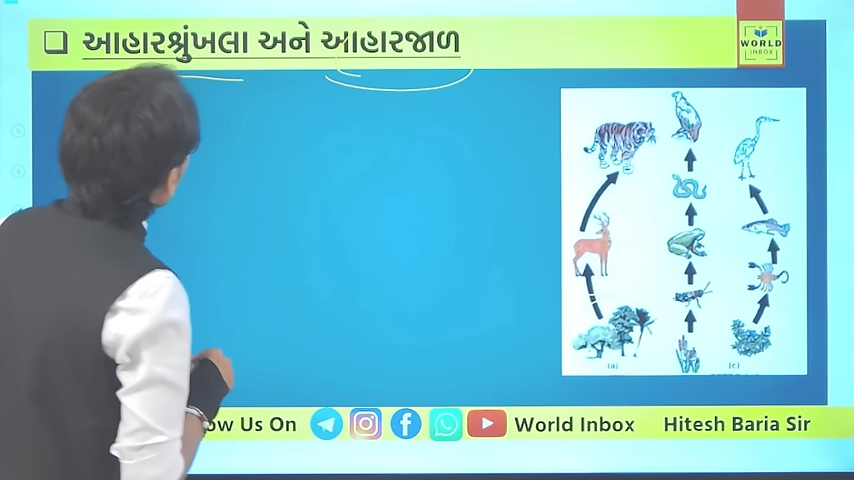 ❑ આહારશ્રુંખલા અને આહારજાળ
WORLD
INBOX
(a)
(c)
ow Us On
World Inbox
Hitesh Baria Sir